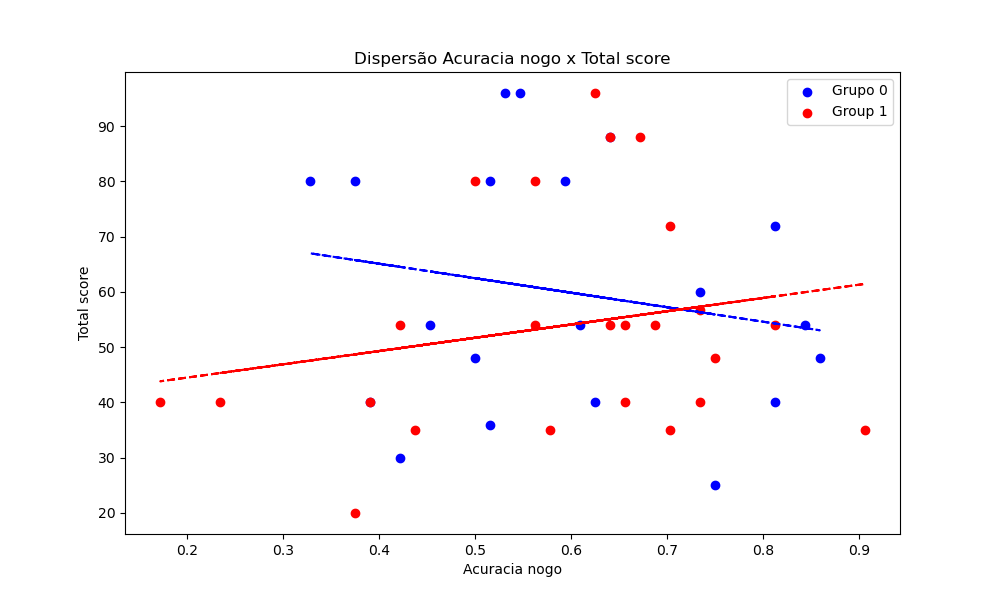 Dispersão Acuracia nogo x Total score
Grupo 0
Group 1
Total score
90
80
70
60
50
40
30
20
0.2 0.3 0.4 0.5 0.6 0.7 0.8 0.9
Acuracia nogo